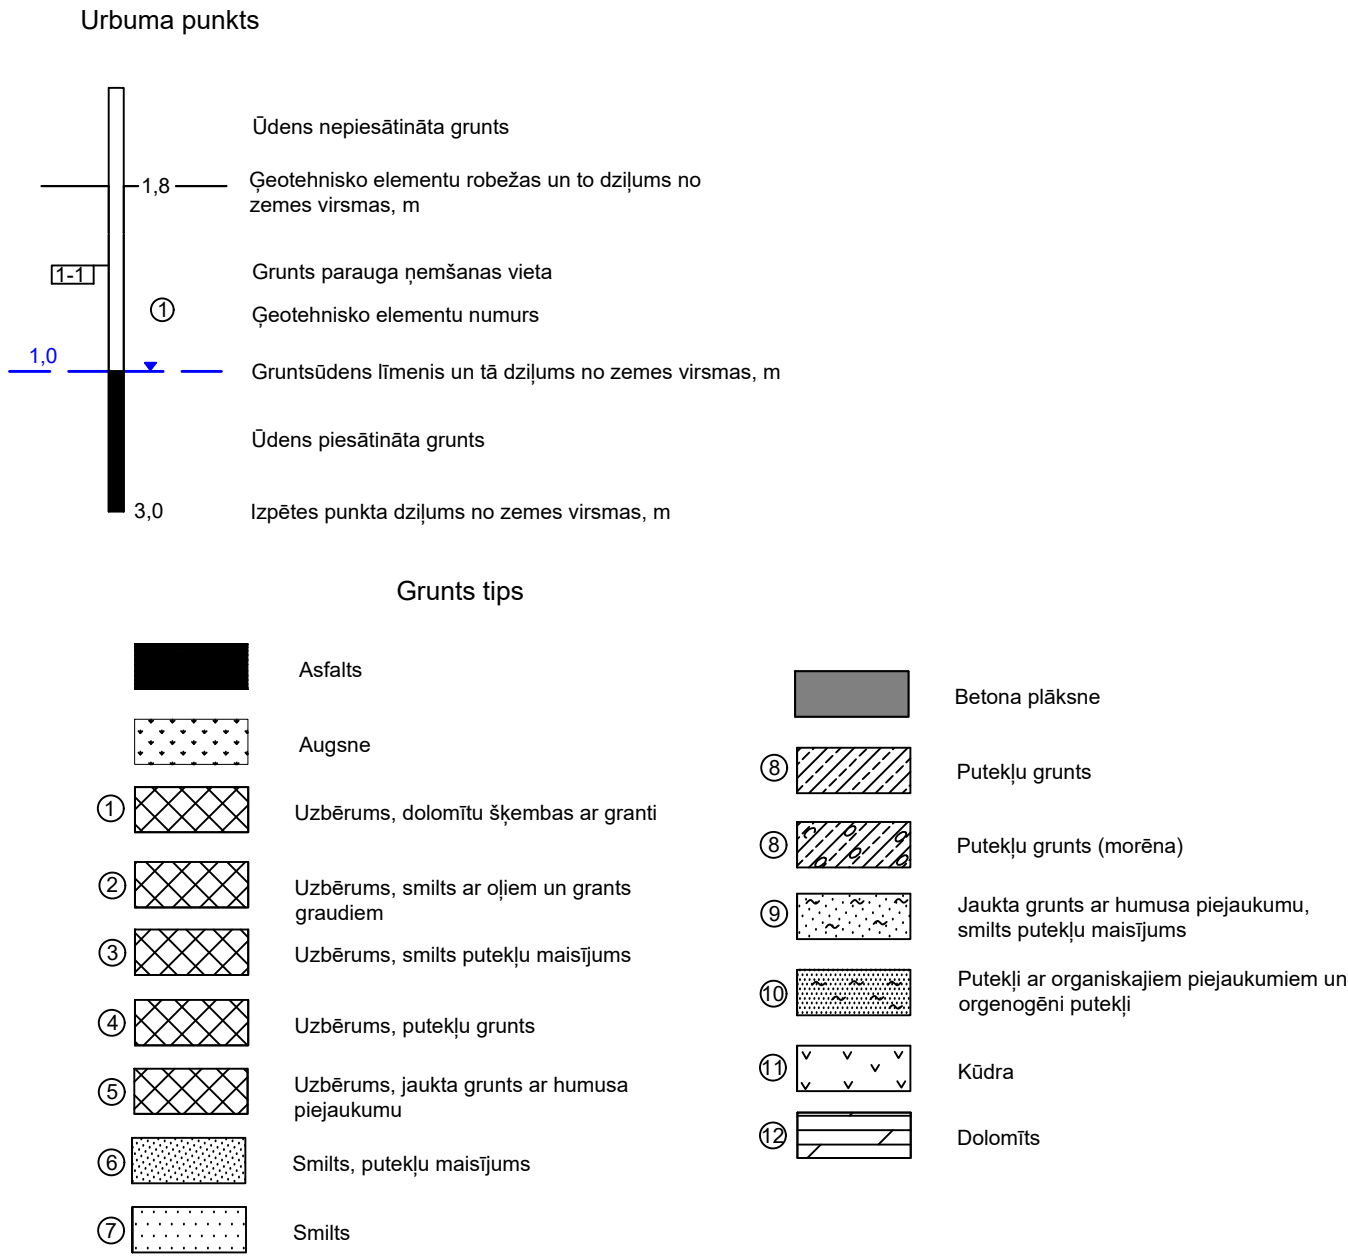 Urbuma punkts
Ūdens nepiesātināta grunts
1,8
Ģeotehnisko elementu robežas un to dziļums no
zemes virsmas, m
1-1
Grunts parauga ņemšanas vieta
1
Ģeotehnisko elementu numurs
1,0
Gruntsūdens līmenis un tā dziļums no zemes virsmas, m
Ūdens piesātināta grunts
3,0
Izpētes punkta dziļums no zemes virsmas, m
Grunts tips
Asfalts
Augsne
1
Uzbērums, dolomītu šķembas ar granti
2
Uzbērums, smilts ar oļiem un grants
graudiem
3
Uzbērums, smilts putekļu maisījums
4
Uzbērums, putekļu grunts
5
Uzbērums, jaukta grunts ar humusa
piejaukumu
6
Smilts, putekļu maisījums
7
Smilts
Betona plāksne
8
Putekļu grunts
8
Putekļu grunts (morēna)
9
Jaukta grunts ar humusa piejaukumu,
smilts putekļu maisījums
10
Putekļi ar organiskajiem piejaukumiem un
orgenogēni putekļi
11
Kūdra
12
Dolomīts